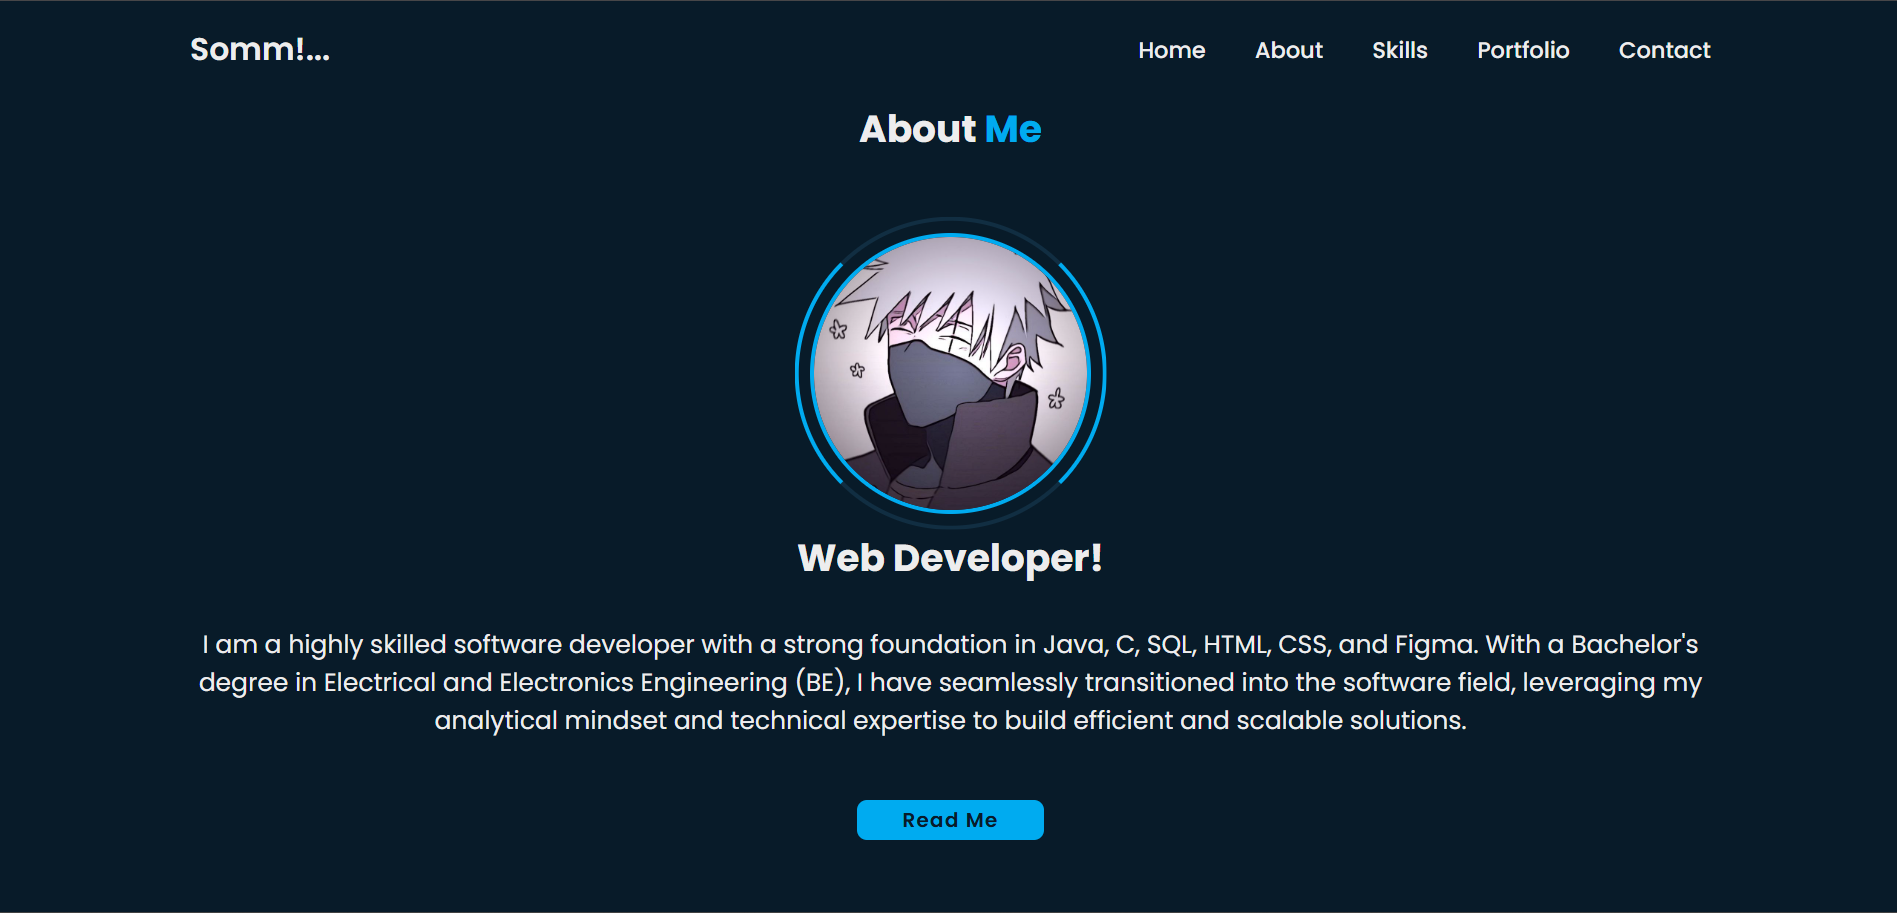 Somm!...
Home About Skills Portfolio Contact
About Me
Web Developer!
I am a highly skilled software developer with a strong foundation in Java, C, SQL, HTML, CSS, and Figma. With a Bachelor's
degree in Electrical and Electronics Engineering (BE), I have seamlessly transitioned into the software field, leveraging my
analytical mindset and technical expertise to build efficient and scalable solutions.
Read Me